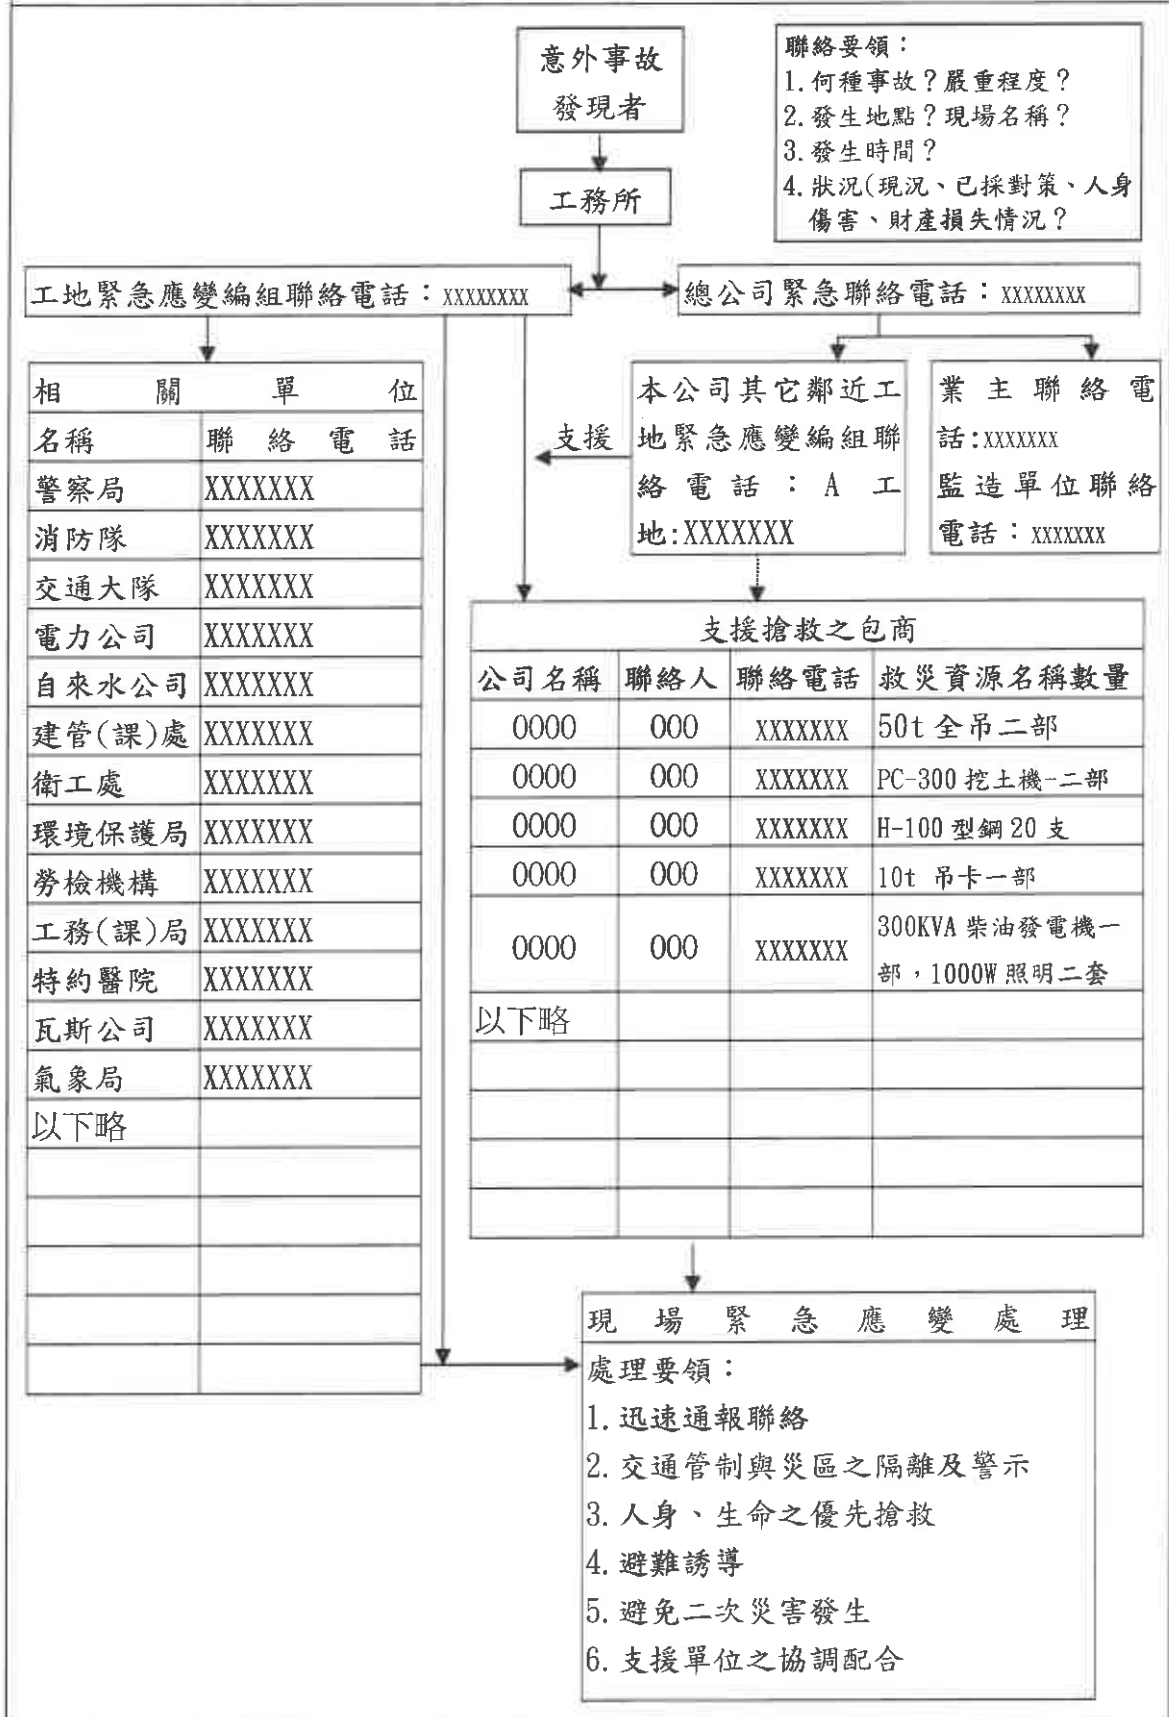 意外事故
發現者
聯絡要領：
1.何種事故？嚴重程度？
2.發生地點？現場名稱？
3.發生時間？
4.狀況(現況、已採對策、人身
傷害、財產損失情況？
工務所
工地緊急應變編組聯絡電話：XXXXXXXX
總公司緊急聯絡電話：XXXXXXXX
相關單位
名稱 聯絡電話
警察局 XXXXXXX
消防隊 XXXXXXX
交通大隊 XXXXXXX
電力公司 XXXXXXX
自來水公司 XXXXXXX
建管(課)處 XXXXXXX
衛工處 XXXXXXX
環境保護局 XXXXXXX
勞檢機構 XXXXXXX
工務(課)局 XXXXXXX
特約醫院 XXXXXXX
瓦斯公司 XXXXXXX
氣象局 XXXXXXX
以下略
支援
本公司其它鄰近工
地緊急應變編組聯
絡電話：A工
地:XXXXXXX
業主聯絡電
話:XXXXXXX
監造單位聯絡
電話：XXXXXXX
支援搶救之包商
公司名稱 聯絡人 聯絡電話 救災資源名稱數量
0000 000 XXXXXXX 50t全吊二部
0000 000 XXXXXXX PC-300挖土機-二部
0000 000 XXXXXXX H-100型鋼20支
0000 000 XXXXXXX 10t 吊卡一部
0000 000 XXXXXXX 300KVA柴油發電機一
部，1000W照明二套
以下略
現場緊急應變處理
處理要領：
1.迅速通報聯絡
2.交通管制與災區之隔離及警示
3.人身、生命之優先搶救
4.避難誘導
5.避免二次災害發生
6.支援單位之協調配合